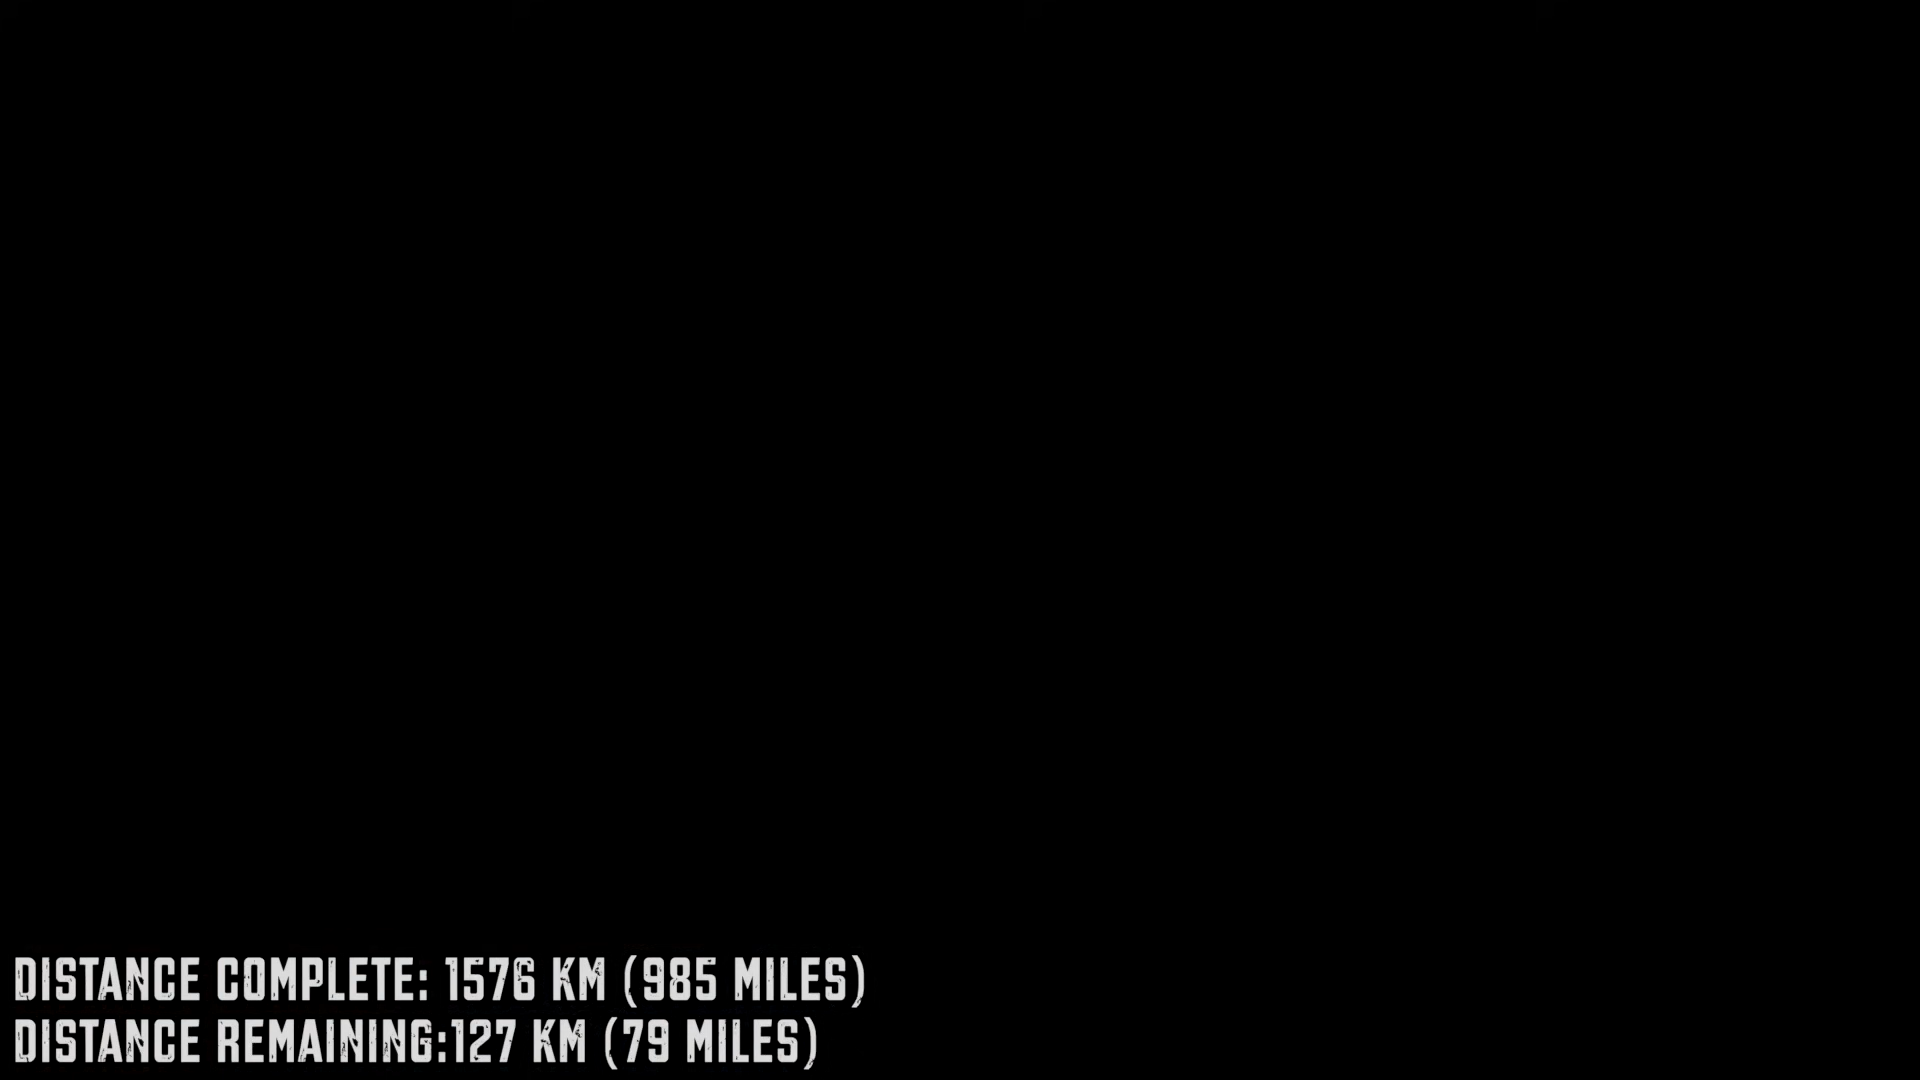 DISTANCE COMPLETE: 1576 KM (985 MILES)
DISTANCE REMAINING:127 KM (79 MILES)